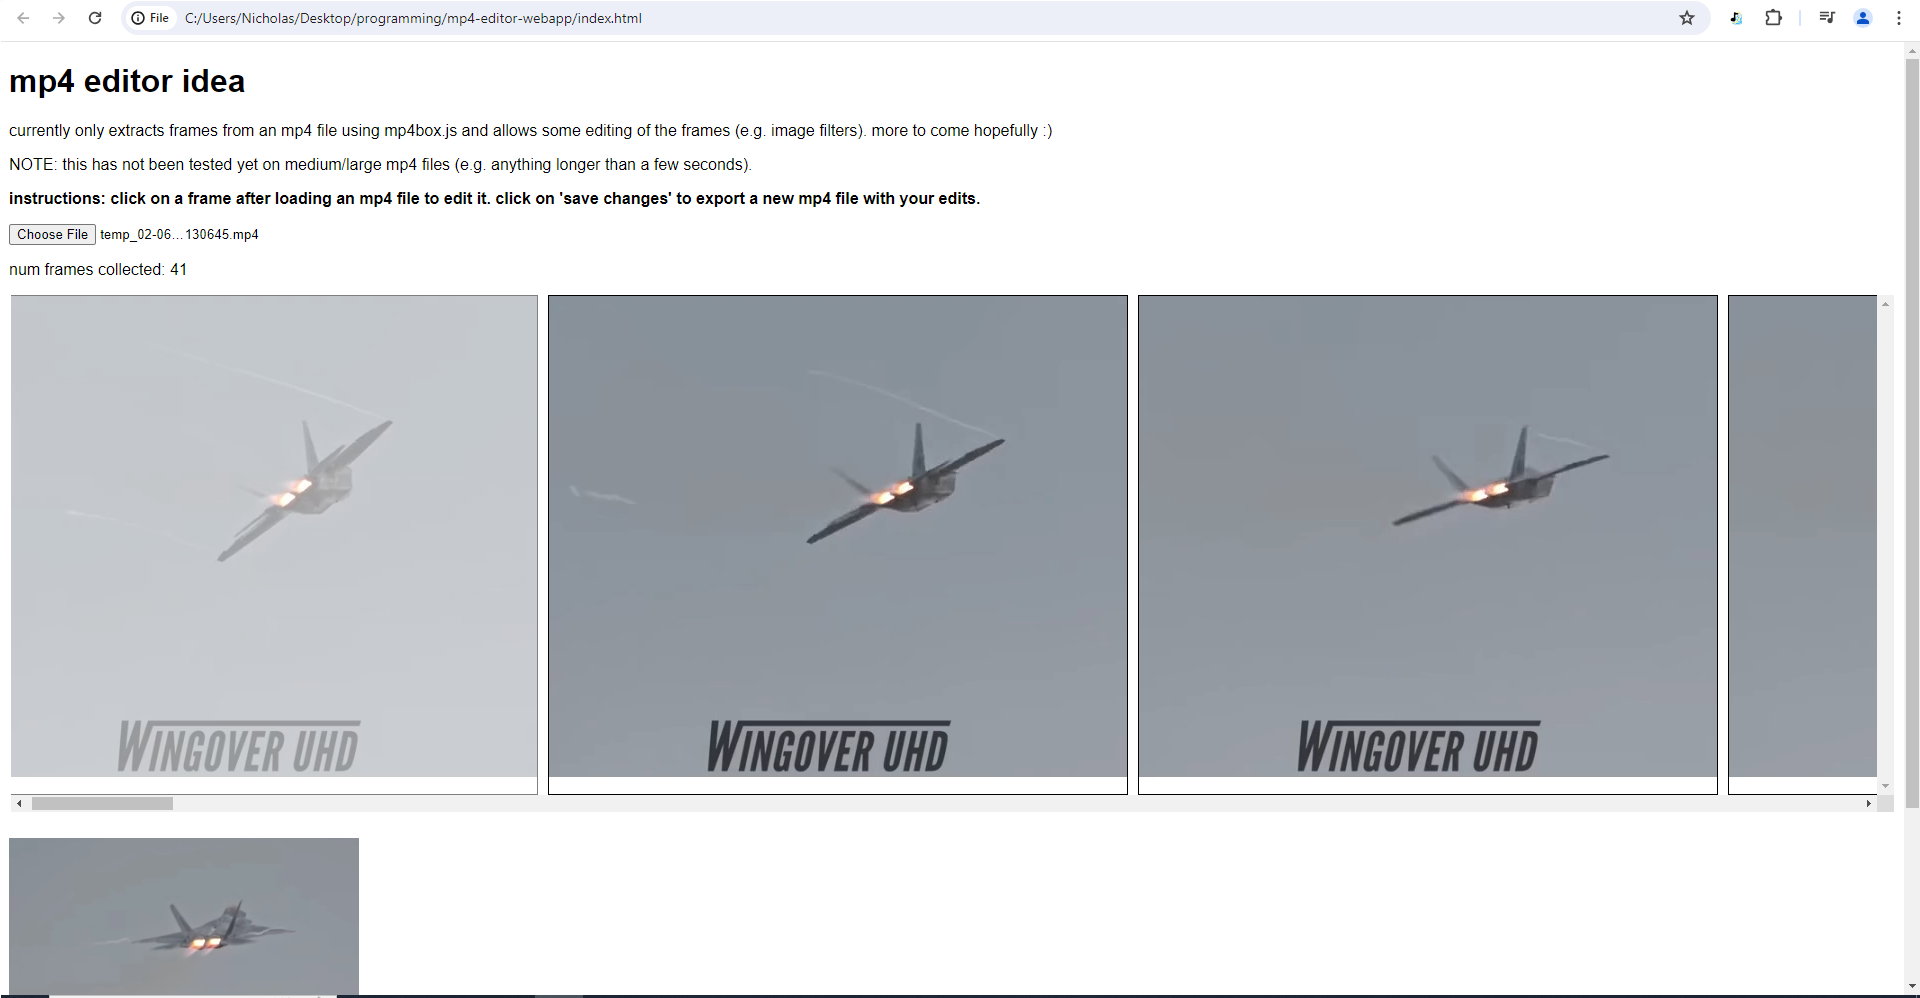 File
C:/Users/Nicholas/Desktop/programming/mp4-editor-webapp/index.html
mp4 editor idea
currently only extracts frames from an mp4 file using mp4box.js and allows some editing of the frames (e.g. image filters). more to come hopefully :)
NOTE: this has not been tested yet on medium/large mp4 files (e.g. anything longer than a few seconds).
instructions: click on a frame after loading an mp4 file to edit it. click on 'save changes' to export a new mp4 file with your edits.
Choose File temp_02-06...130645.mp4
num frames collected: 41
WINGOVER UHD
WINGOVER UHD
WINGOVER UHD